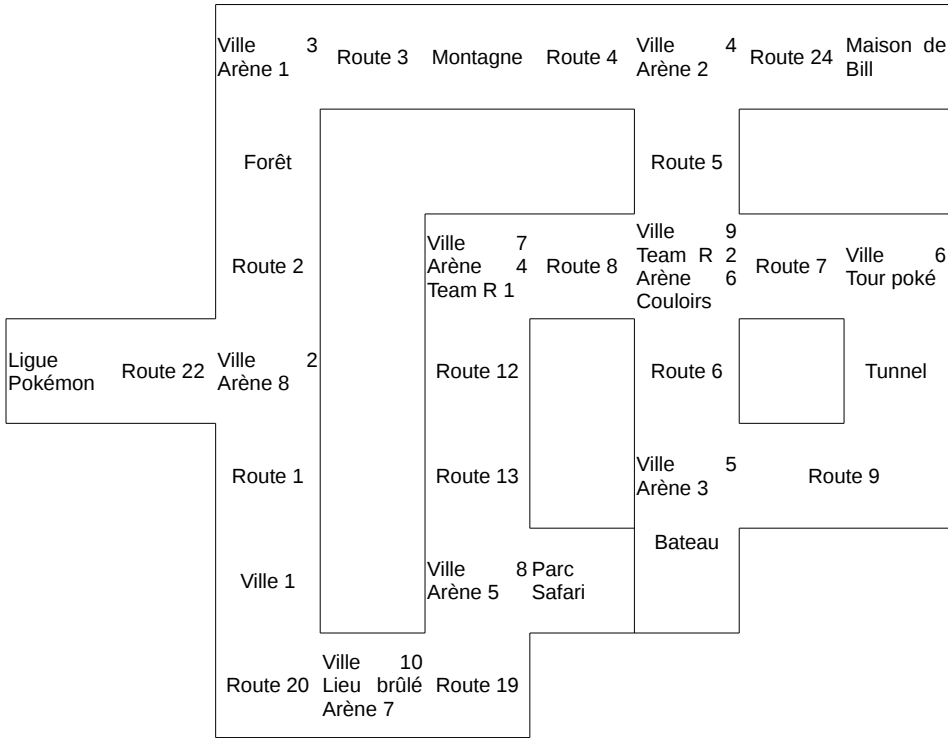 Ville 3
Arène 1
Route 3
Montagne
Route 4
Ville 4
Arène 2
Route 24
Maison de
Bill
Forêt
Route 5
Route 2
Ville 7
Arène 4
Team R 1
Route 8
Ville 9
Team R 2
Arène 6
Couloirs
Route 7
Ville 6
Tour poké
Ligue
Pokémon
Route 22
Ville 2
Arène 8
Route 12
Route 6
Tunnel
Route 1
Route 13
Ville 5
Arène 3
Route 9
Bateau
Ville 1
Ville 8
Arène 5
Parc
Safari
Route 20
Ville 10
Lieu brûlé
Arène 7
Route 19